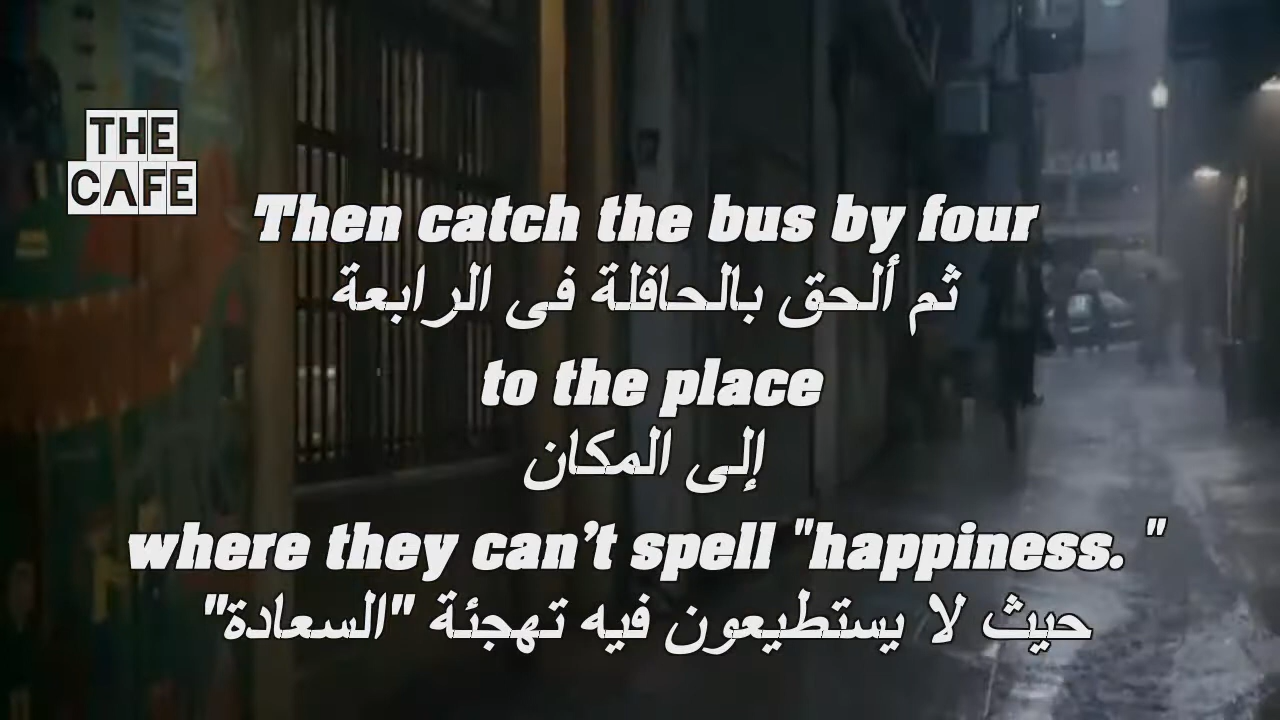 THE
CAFE
Then catch the bus by four
ثم ألحق بالحافلة فى الرابعة
to the place
إلى المكان
where they can't spell "happiness. "
حيث لا يستطيعون فيه تهجئة "السعادة"